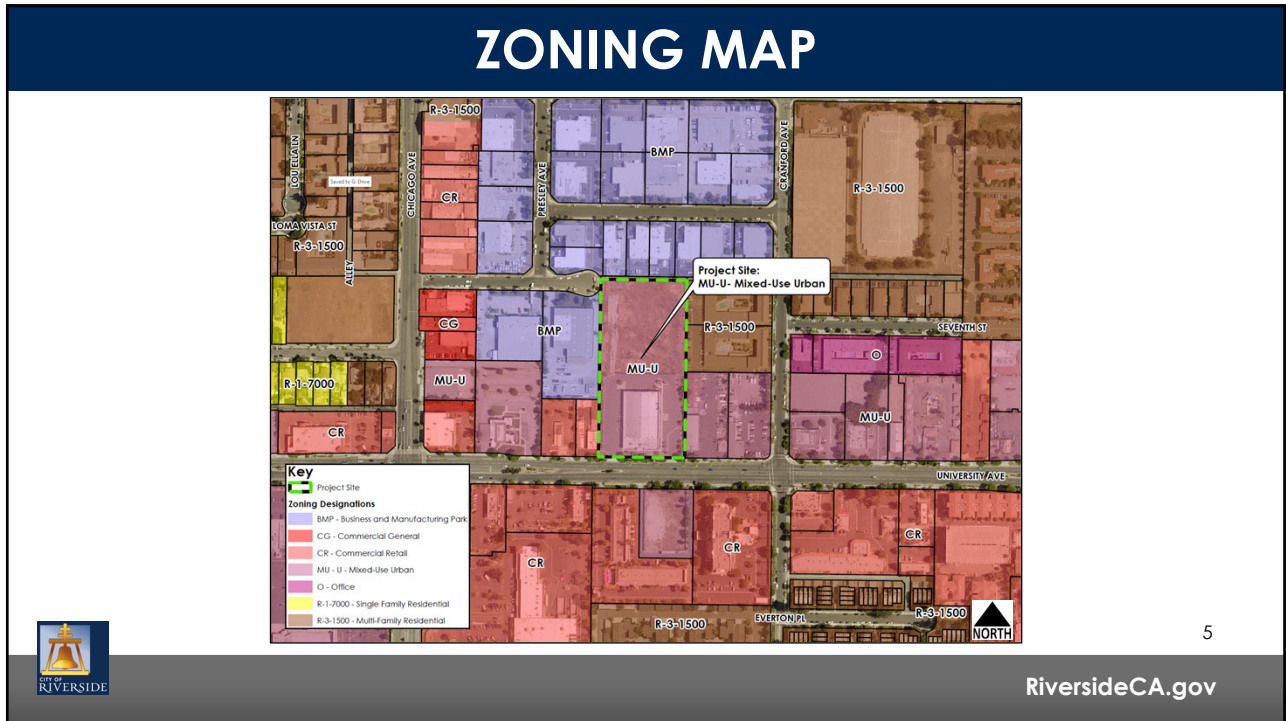 ZONING MAP
R-3-1500
LOU ELLA LN
Saved to G: Drive
CHICAGO AVE
CR
PRESLEY AVE
BMP
CRANFORD AVE
R-3-1500
LOMA VISTA ST
R-3-1500
ALLEY
Project Site:
MU-U- Mixed-Use Urban
CG
BMP
R-3-1500
SEVENTH ST
O
R-1-7000
MU-U
MU-U
MU-U
CR
UNIVERSITY AVE
Key
Project Site
Zoning Designations
BMP - Business and Manufacturing Park
CG - Commercial General
CR - Commercial Retail
MU - U - Mixed-Use Urban
O - Office
R-1-7000 - Single Family Residential
R-3-1500 - Multi-Family Residential
CR
CR
CR
R-3-1500
EVERTON PL
R-3-1500
NORTH
5
CITY OF
RIVERSIDE
RiversideCA.gov